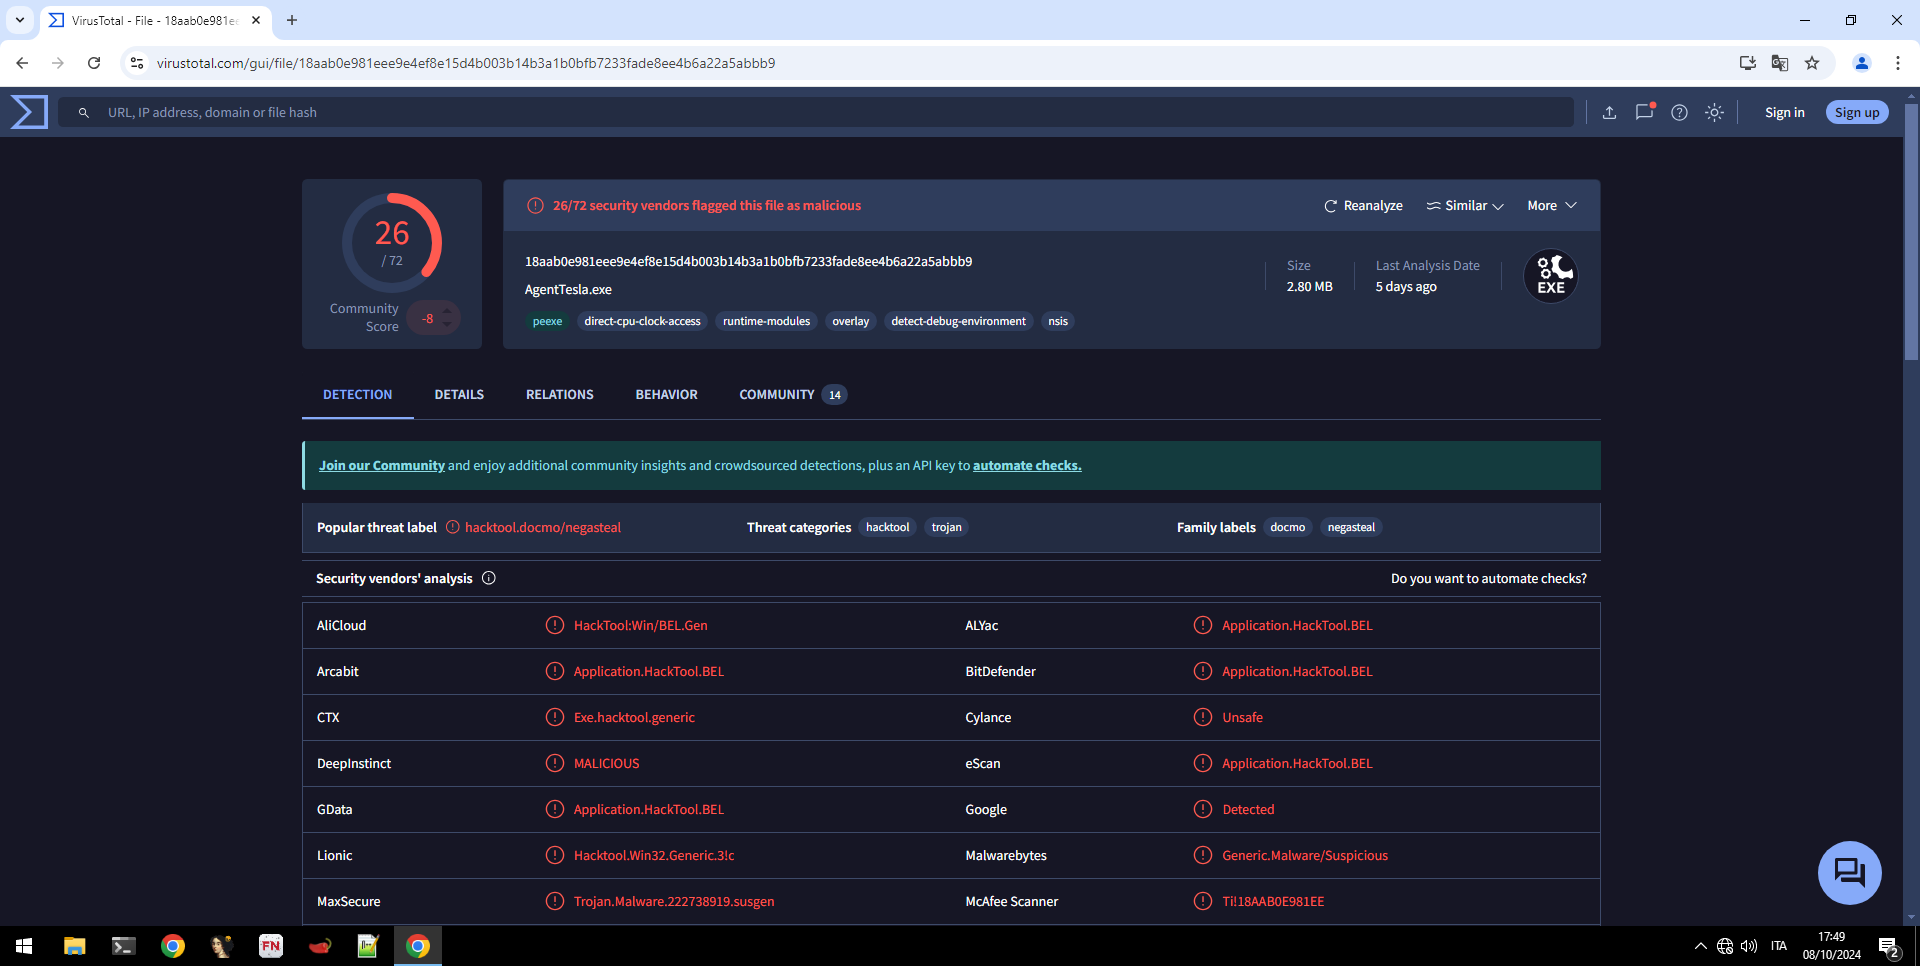 VirusTotal - File - 18aab0e981ee
virustotal.com/gui/file/18aab0e981eee9e4ef8e15d4b003b14b3a1b0bfb7233fade8ee4b6a22a5abbb9
URL, IP address, domain or file hash
Sign in
Sign up
26
/ 72
Community Score
-8
26/72 security vendors flagged this file as malicious
Reanalyze
Similar
More
18aab0e981eee9e4ef8e15d4b003b14b3a1b0bfb7233fade8ee4b6a22a5abbb9
AgentTesla.exe
peexe direct-cpu-clock-access runtime-modules overlay detect-debug-environment nsis
Size
2.80 MB
Last Analysis Date
5 days ago
EXE
DETECTION DETAILS RELATIONS BEHAVIOR COMMUNITY 14
Join our Community and enjoy additional community insights and crowdsourced detections, plus an API key to automate checks.
Popular threat label hacktool.docmo/negasteal Threat categories hacktool trojan Family labels docmo negasteal
Security vendors' analysis Do you want to automate checks?
AliCloud HackTool:Win/BEL.Gen ALYac Application.HackTool.BEL
Arcabit Application.HackTool.BEL BitDefender Application.HackTool.BEL
CTX Exe.hacktool.generic Cylance Unsafe
DeepInstinct MALICIOUS eScan Application.HackTool.BEL
GData Application.HackTool.BEL Google Detected
Lionic Hacktool.Win32.Generic.3!c Malwarebytes Generic.Malware/Suspicious
MaxSecure Trojan.Malware.222738919.susgen McAfee Scanner Ti!18AAB0E981EE
FN
ITA
17:49
08/10/2024
2